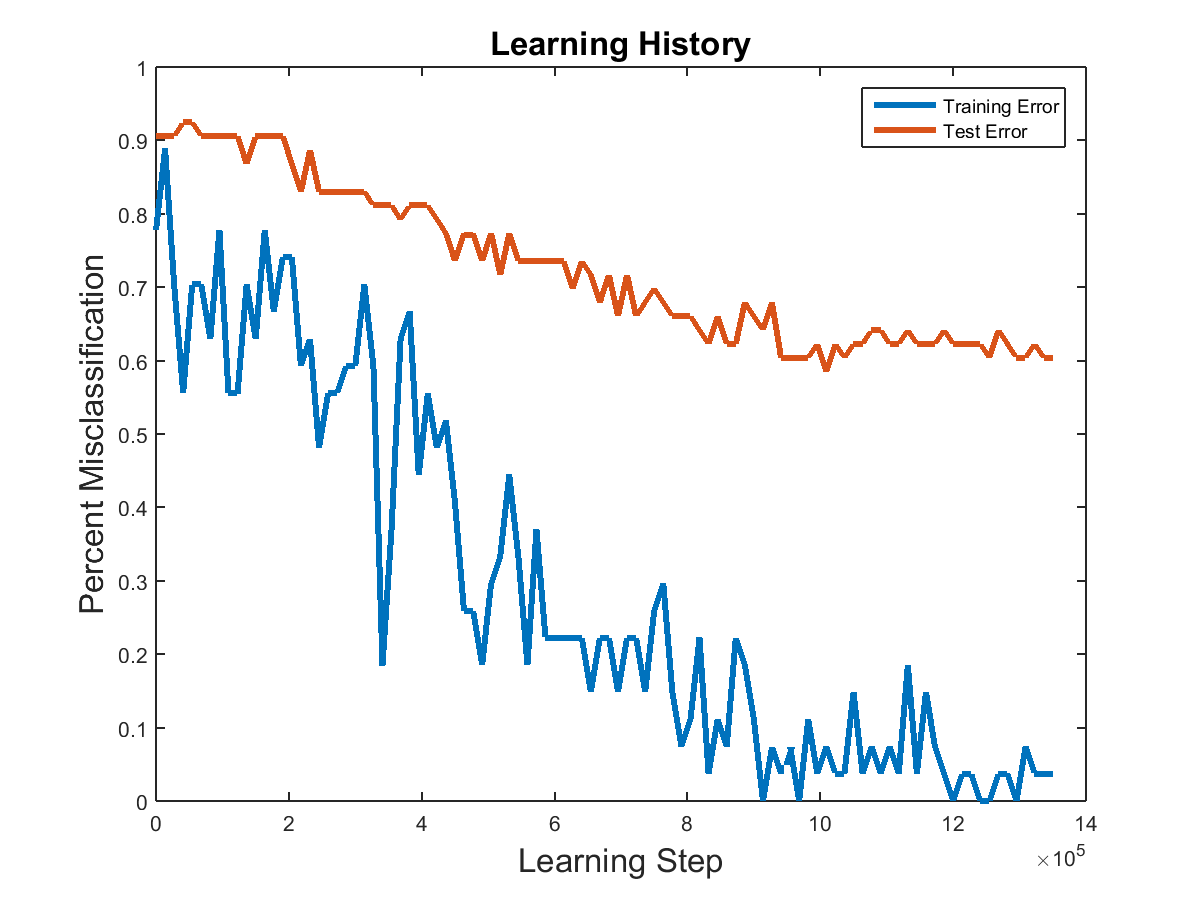 Learning History
Training Error
Test Error
Percent Misclassification
1
0.9
0.8
0.7
0.6
0.5
0.4
0.3
0.2
0.1
0
0 2 4 6 8 10 12 14
×10⁵
Learning Step